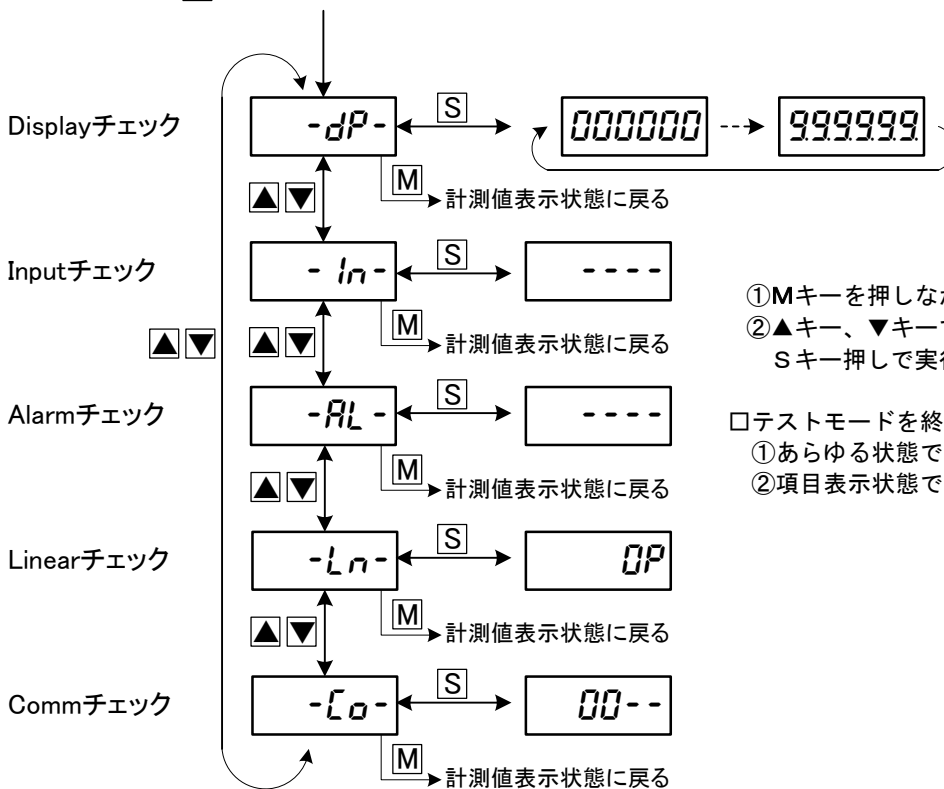 Displayチェック
-dP-
S
000000
9.9.9.9.9.9.
M
計測値表示状態に戻る
▲▼
Inputチェック
- In-
S
----
M
計測値表示状態に戻る
▲▼
▲▼
Alarmチェック
-AL-
S
----
M
計測値表示状態に戻る
▲▼
Linearチェック
-Ln-
S
OP
M
計測値表示状態に戻る
▲▼
Commチェック
-Co-
S
00--
M
計測値表示状態に戻る
①Mキーを押しな
②▲キー、▼キー
Sキー押しで実
□テストモードを終
①あらゆる状態で
②項目表示状態で